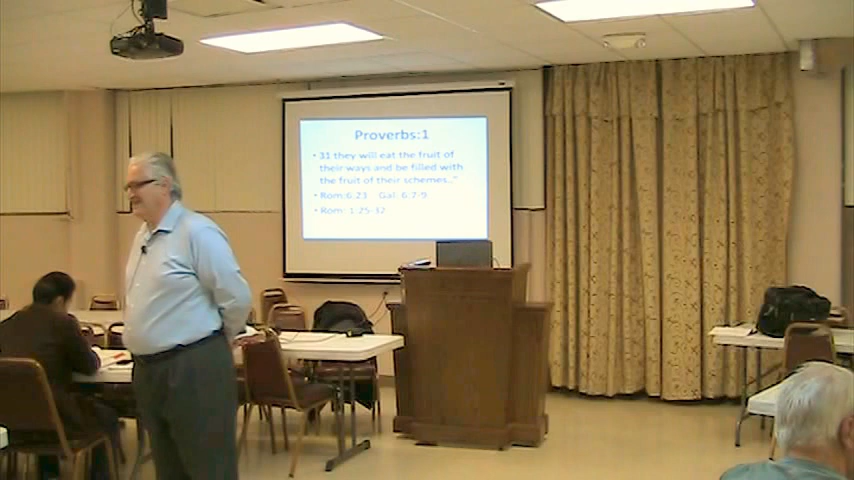 Proverbs:1
• 31 they will eat the fruit of
their ways and be filled with
the fruit of their schemes.."
• Rom:6:23 Gal: 6:7-9
• Rom: 1:25-32